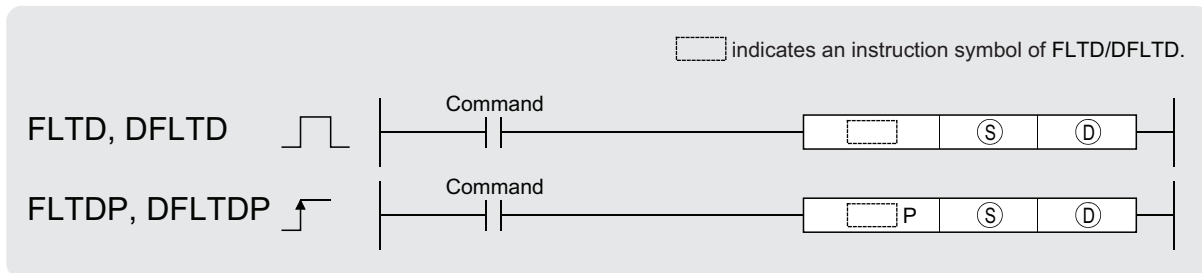 indicates an instruction symbol of FLTD/DFLTD.
Command
FLTD, DFLTD
Ⓢ Ⓓ
Command
FLTDP, DFLTDP
P Ⓢ Ⓓ